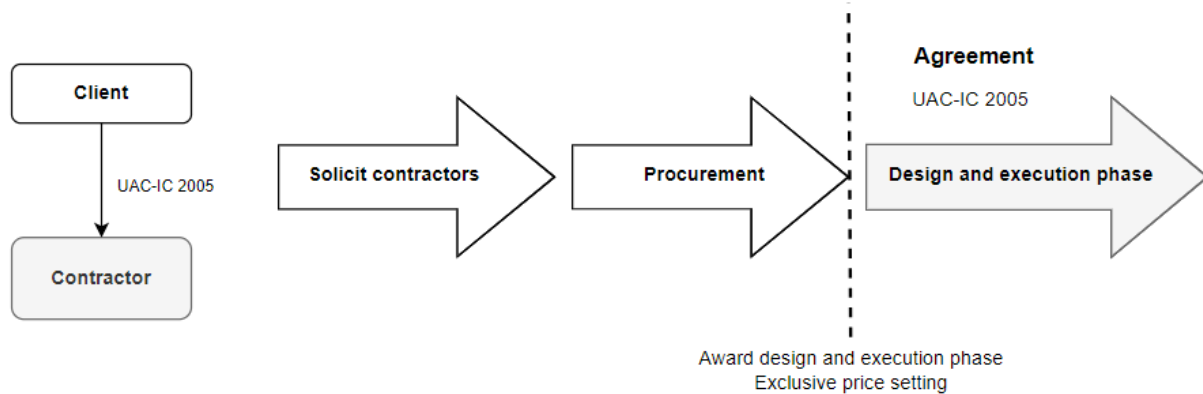 Client
UAC-IC 2005
Contractor
Solicit contractors
Procurement
Agreement
UAC-IC 2005
Design and execution phase
Award design and execution phase
Exclusive price setting